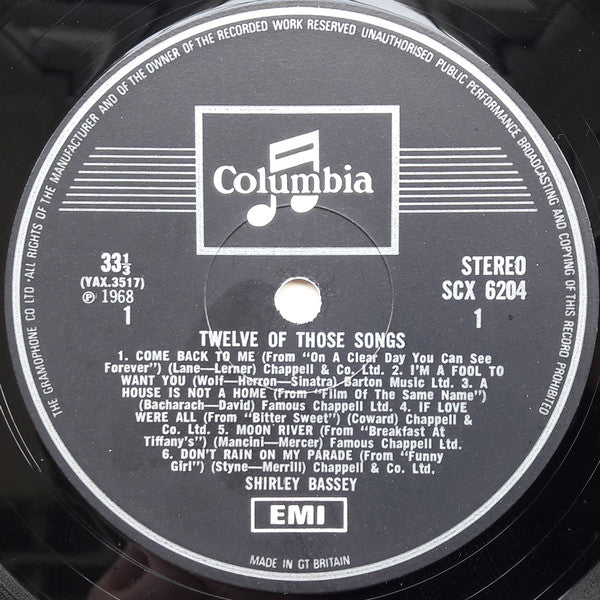 THE GRAMOPHONE CO LTD·ALL RIGHTS OF THE MANUFACTURER AND OF THE OWNER OF THE RECORDED WORK RESERVED UNAUTHORISED PUBLIC PERFORMANCE BROADCASTING AND COPYING OF THIS RECORD PROHIBITED
Columbia
33⅓
(YAX.3517)
℗ 1968
1
STEREO
SCX 6204
1
TWELVE OF THOSE SONGS
1. COME BACK TO ME (From "On A Clear Day You Can See
Forever") (Lane—Lerner) Chappell & Co. Ltd. 2. I'M A FOOL TO
WANT YOU (Wolf—Herron—Sinatra) Barton Music Ltd. 3. A
HOUSE IS NOT A HOME (From "Film Of The Same Name")
(Bacharach—David) Famous Chappell Ltd. 4. IF LOVE
WERE ALL (From "Bitter Sweet") (Coward) Chappell &
Co. Ltd. 5. MOON RIVER (From "Breakfast At
Tiffany's") (Mancini—Mercer) Famous Chappell Ltd.
6. DON'T RAIN ON MY PARADE (From "Funny
Girl") (Styne—Merrill) Chappell & Co. Ltd.
SHIRLEY BASSEY
EMI
MADE IN GT BRITAIN